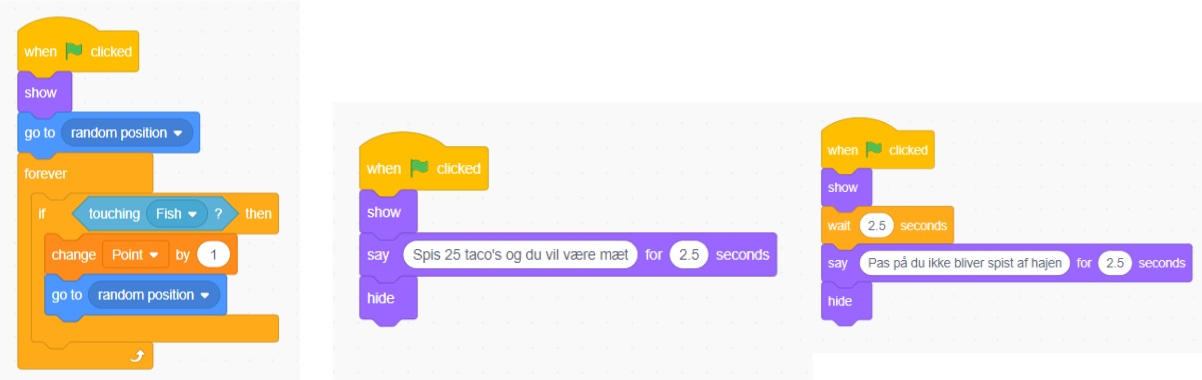 when clicked
show
go to random position
forever
if touching Fish ? then
change Point by 1
go to random position
when clicked
show
say Spis 25 taco's og du vil være mæt for 2.5 seconds
hide
when clicked
show
wait 2.5 seconds
say Pas på du ikke bliver spist af hajen for 2.5 seconds
hide